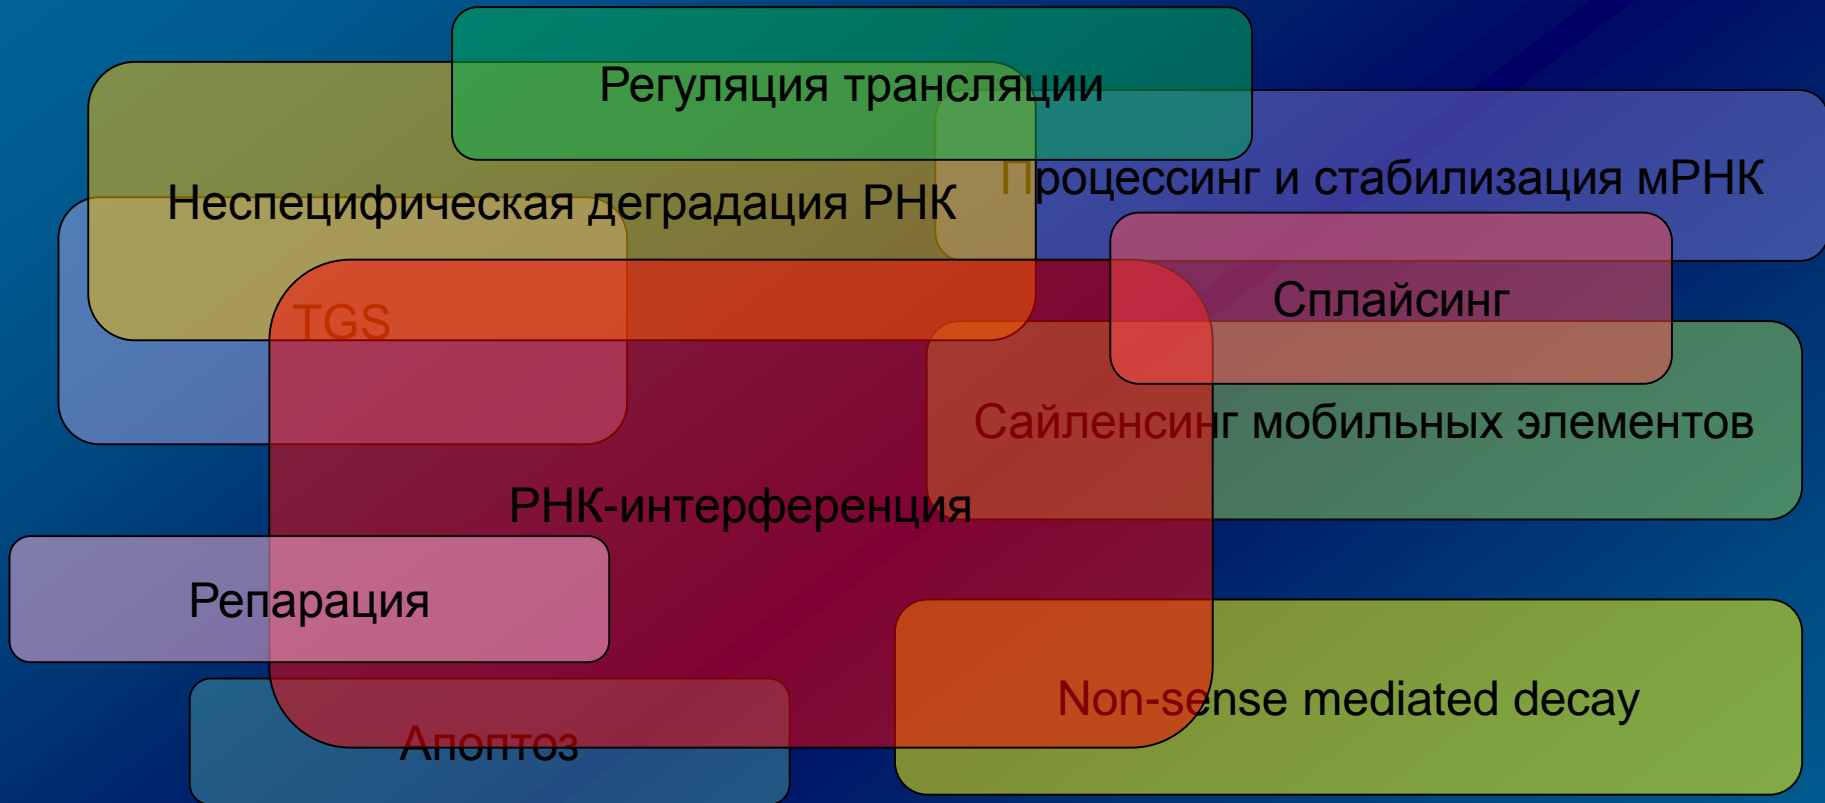 Регуляция трансляции
Процессинг и стабилизация мРНК
Неспецифическая деградация РНК
Сплайсинг
TGS
Сайленсинг мобильных элементов
РНК-интерференция
Репарация
Non-sense mediated decay
Апоптоз